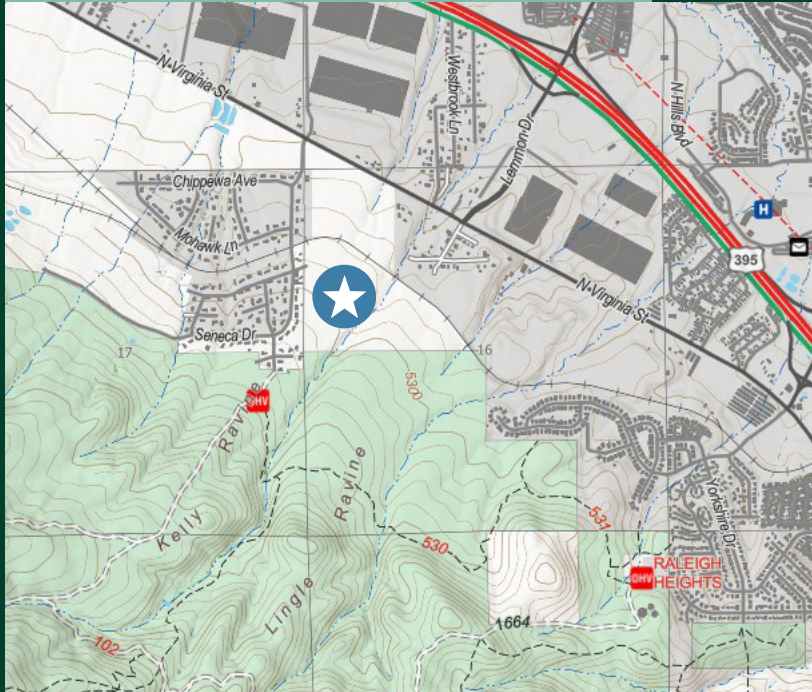 N Virginia St
Westbrook Ln
Lemmon Dr
N Hills Blvd
Chippewa Ave
Mohawk Ln
H
395
N Virginia St
Seneca Dr
17
16
5300
OHV
Kelly Ravine
Lingle Ravine
530
531
Yorkshire Dr
OHV
RALEIGH
HEIGHTS
1664
102